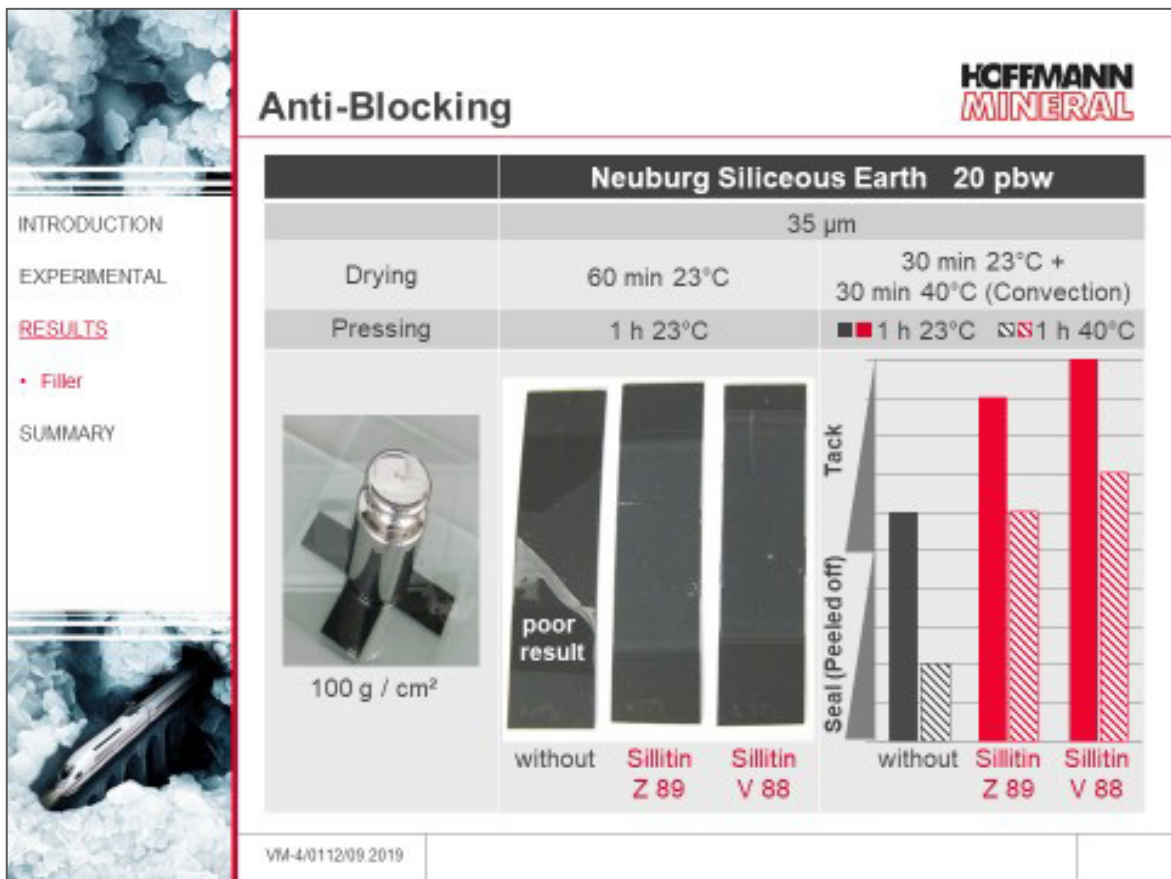 HOFFMANN
MINERAL
Anti-Blocking
INTRODUCTION
EXPERIMENTAL
RESULTS
• Filler
SUMMARY
Neuburg Siliceous Earth 20 pbw
35 µm
Drying
60 min 23°C
30 min 23°C +
30 min 40°C (Convection)
Pressing
1 h 23°C
1 h 23°C 1 h 40°C
100 g / cm²
poor
result
without
Sillitin
Z 89
Sillitin
V 88
Tack
Seal (Peeled off)
without
Sillitin
Z 89
Sillitin
V 88
VM-4/0112/09.2019